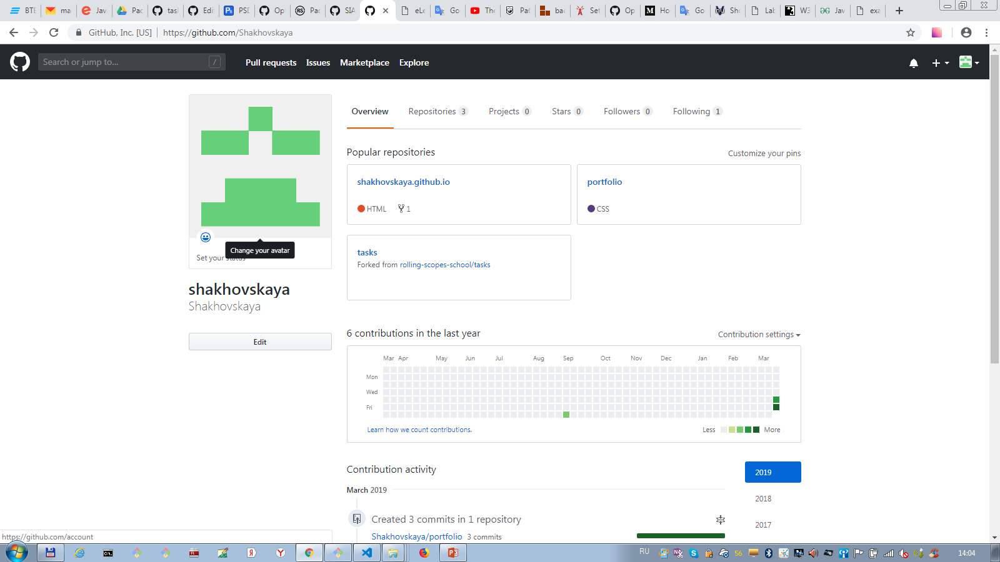 BTE
ma
Jav
Pac
tas
Edi
PSD
Op
Pac
SIA
eLe
Go
The
Pa
bac
Set
Op
Ho
Go
Sho
Lab
W3
Jav
exa
GitHub, Inc. [US] https://github.com/Shakhovskaya
Search or jump to... /
Pull requests Issues Marketplace Explore
Overview Repositories 3 Projects 0 Stars 0 Followers 0 Following 1
Popular repositories Customize your pins
shakhovskaya.github.io
HTML 1
portfolio
CSS
tasks
Forked from rolling-scopes-school/tasks
Change your avatar
Set your status
shakhovskaya
Shakhovskaya
Edit
6 contributions in the last year Contribution settings
Mar Apr May Jun Jul Aug Sep Oct Nov Dec Jan Feb Mar
Mon
Wed
Fri
Learn how we count contributions. Less More
Contribution activity
2019
2018
2017
March 2019
Created 3 commits in 1 repository
Shakhovskaya/portfolio 3 commits
https://github.com/account
RU 56 14:04